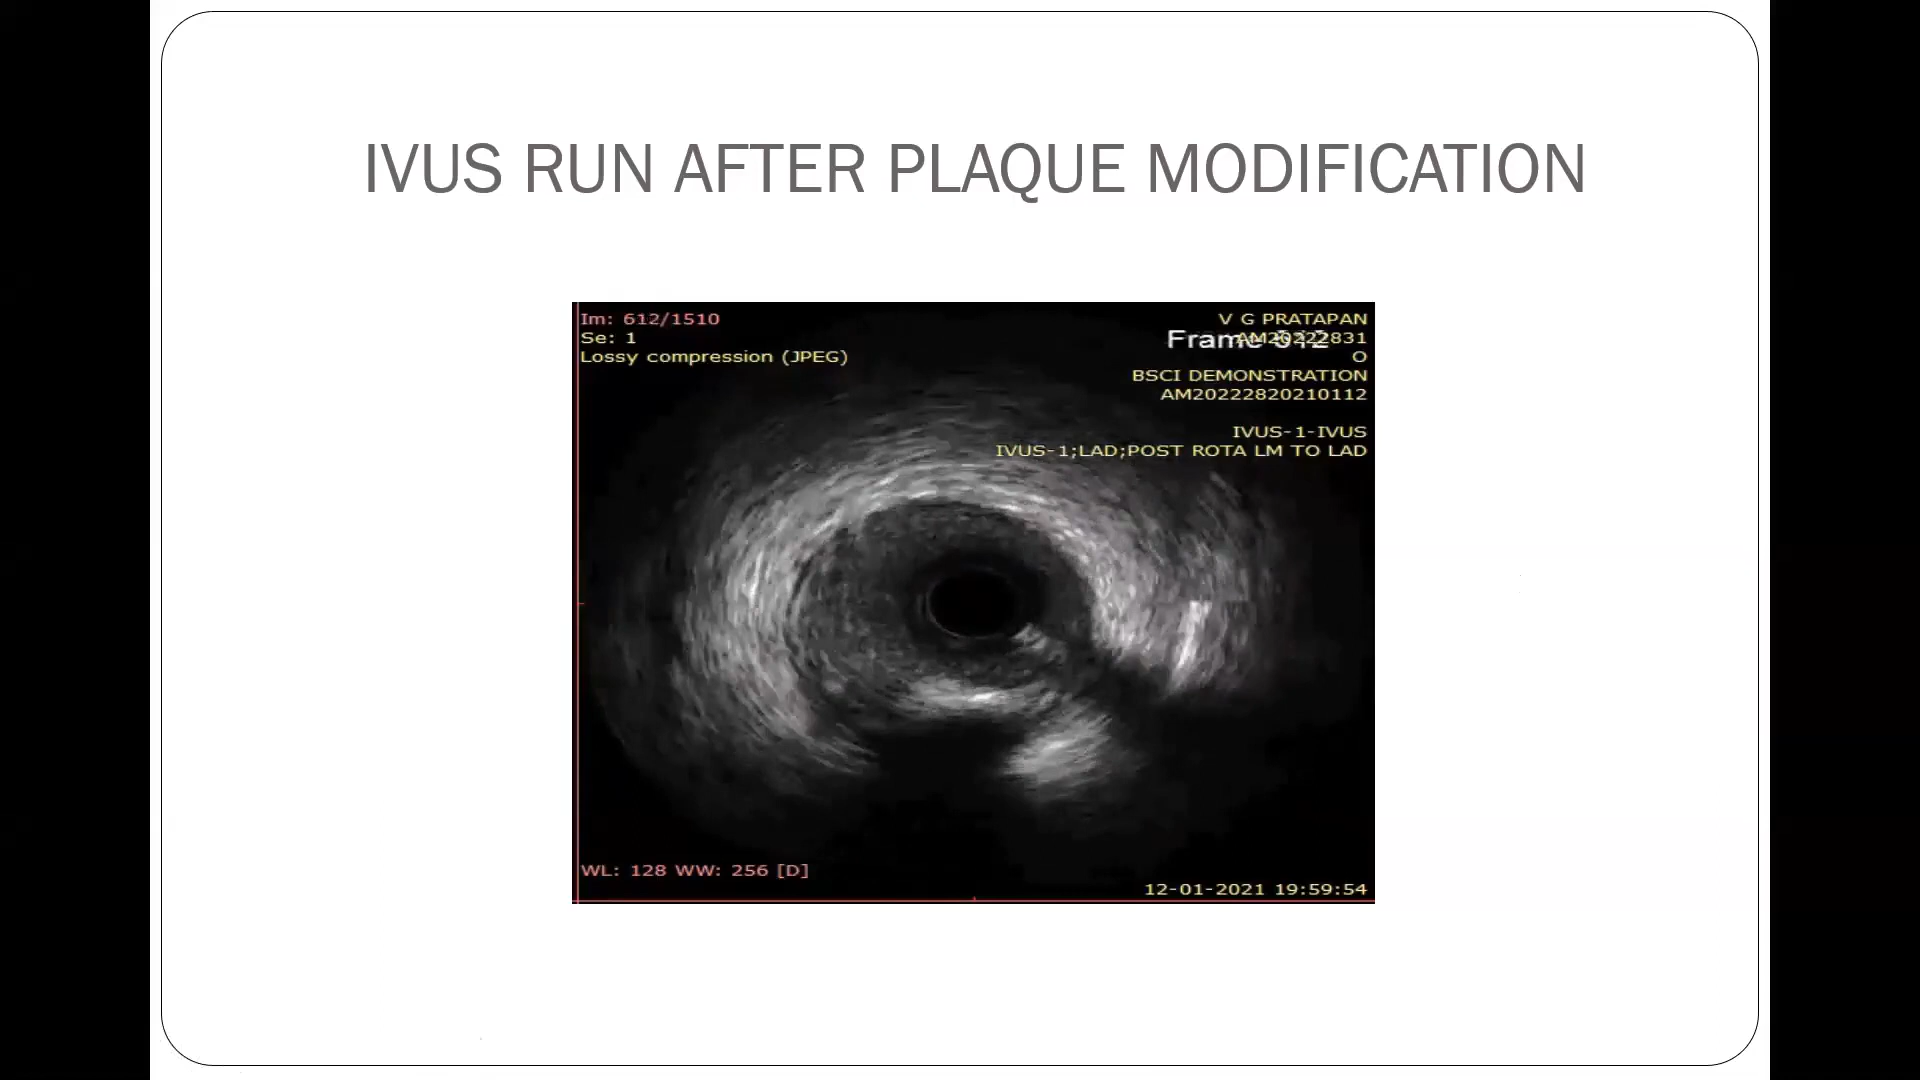 IVUS RUN AFTER PLAQUE MODIFICATION
Im: 612/1510
Se: 1
Lossy compression (JPEG)
V G PRATAPAN
Frame
O
BSCI DEMONSTRATION
AM20222820210112
IVUS-1-IVUS
IVUS-1;LAD;POST ROTA LM TO LAD
WL: 128 WW: 256 [D]
12-01-2021 19:59:54